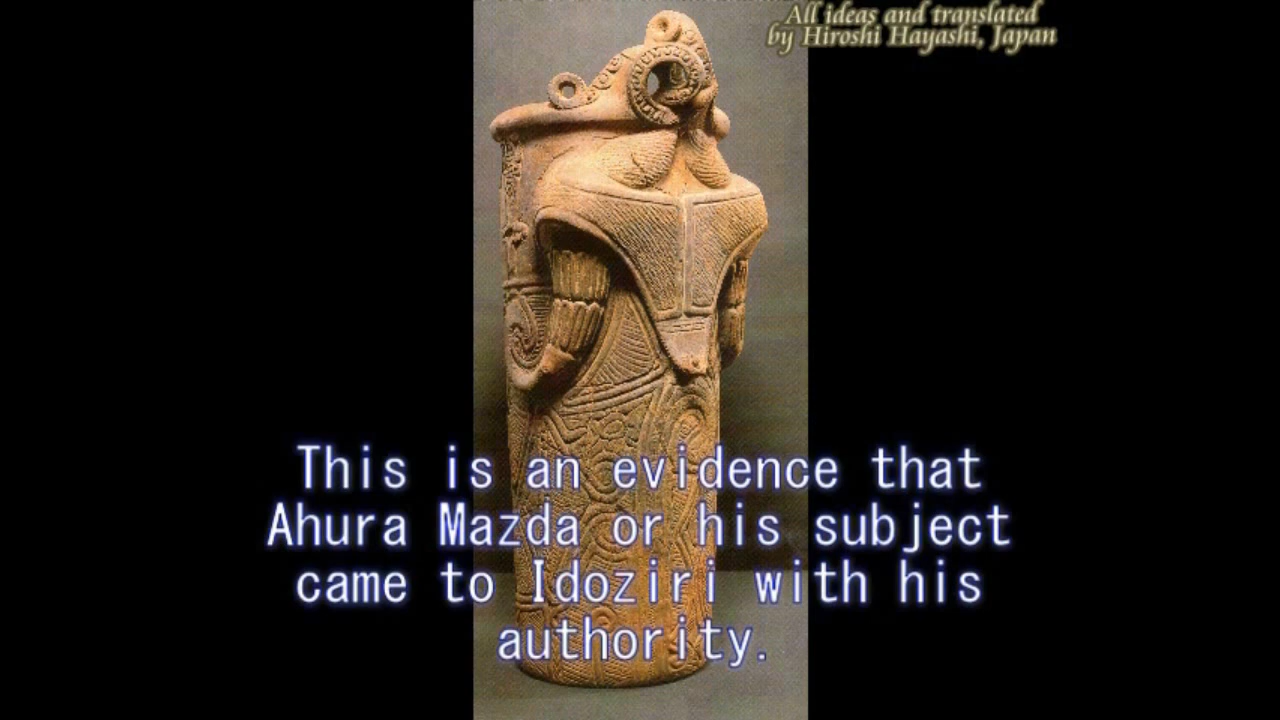 All ideas and translated
by Hiroshi Hayashi, Japan
This is an evidence that
Ahura Mazda or his subject
came to Idoziri with his
authority.